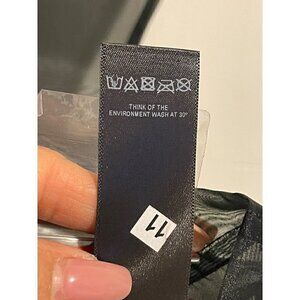 THINK OF THE
ENVIRONMENT WASH AT 30°
11